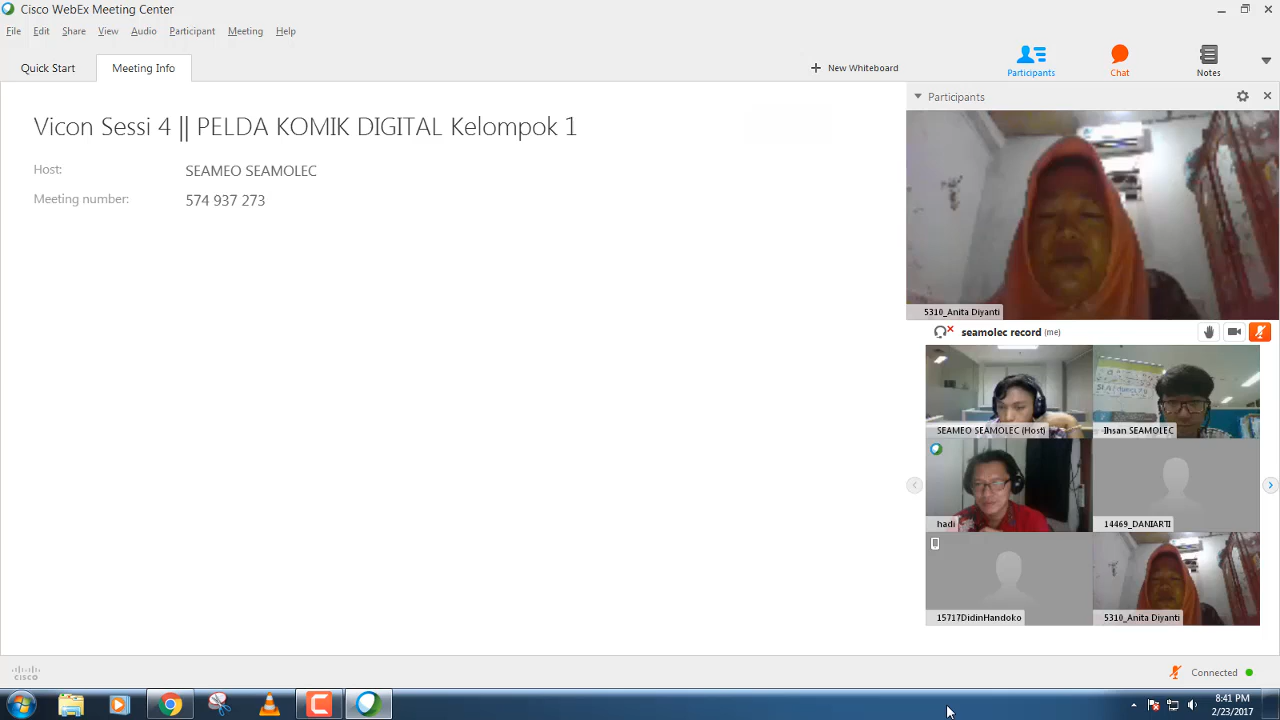 Cisco WebEx Meeting Center
File Edit Share View Audio Participant Meeting Help
Quick Start
Meeting Info
New Whiteboard
Participants
Chat
Notes
Participants
Vicon Sessi 4 || PELDA KOMIK DIGITAL Kelompok 1
Host: SEAMEO SEAMOLEC
Meeting number: 574 937 273
5310_Anita Diyanti
seamolec record (me)
SEAMEO SEAMOLEC (Host)
Ihsan SEAMOLEC
hadi
14469_DANIARTI
15717DidinHandoko
5310_Anita Diyanti
CISCO
Connected
8:41 PM
2/23/2017